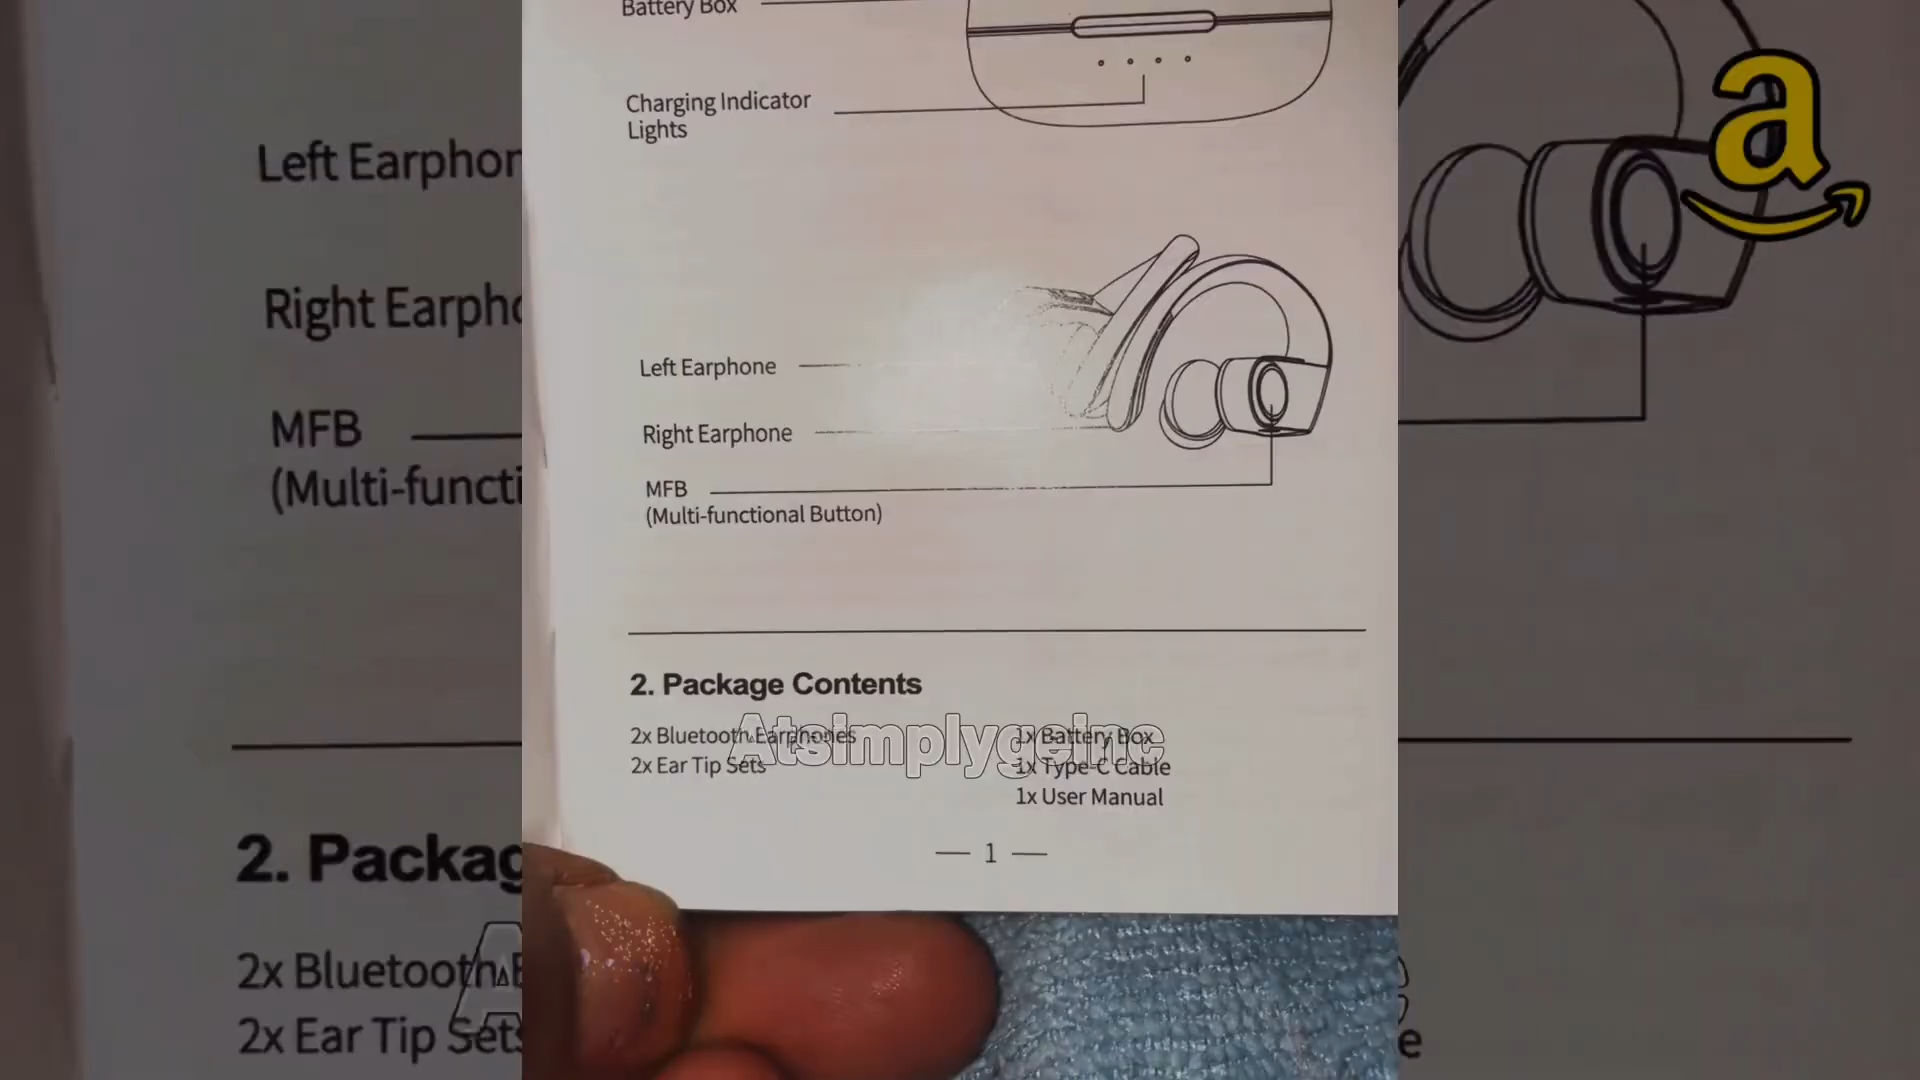 Battery Box
Charging Indicator
Lights
Left Earphone
Right Earphone
MFB
(Multi-functional Button)
2. Package Contents
2x Bluetooth Earphones
2x Ear Tip Sets
1x Battery Box
1x Type-C Cable
1x User Manual
Atsimplygeinc
— 1 —
a
Left Earphon
Right Earpho
MFB
(Multi-functi
2. Packag
2x Bluetooth E
2x Ear Tip Sets
e